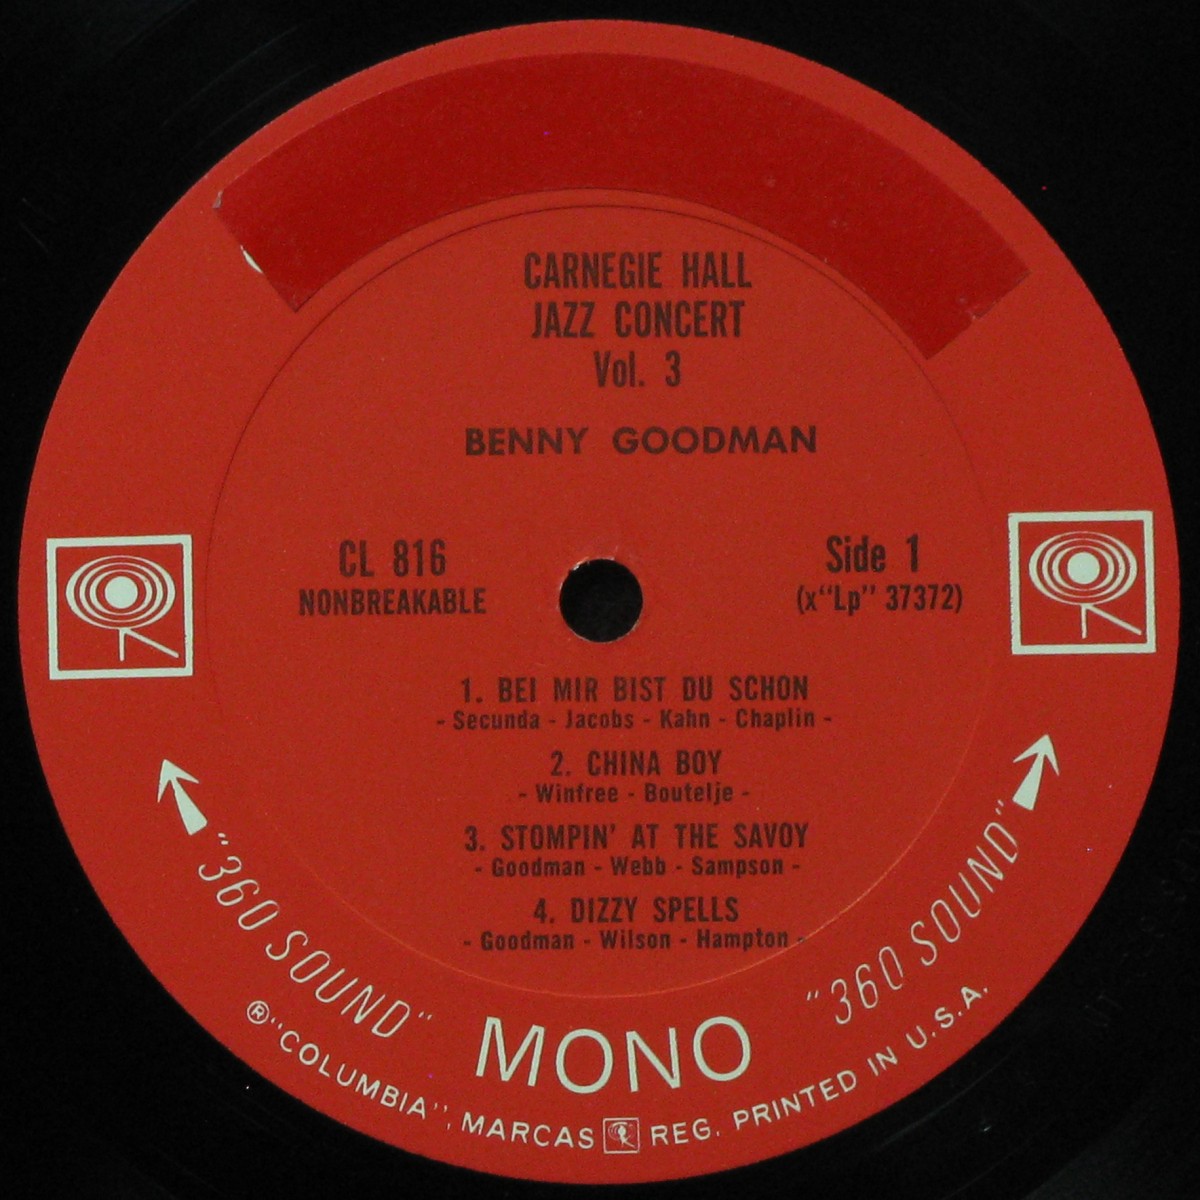 CARNEGIE HALL
JAZZ CONCERT
Vol. 3
BENNY GOODMAN
CL 816
NONBREAKABLE
Side 1
(x“Lp” 37372)
1. BEI MIR BIST DU SCHON
- Secunda - Jacobs - Kahn - Chaplin -
2. CHINA BOY
- Winfree - Boutelje -
3. STOMPIN' AT THE SAVOY
- Goodman - Webb - Sampson -
4. DIZZY SPELLS
- Goodman - Wilson - Hampton -
"360 SOUND"
MONO
"360 SOUND"
® "COLUMBIA", MARCAS REG. PRINTED IN U.S.A.